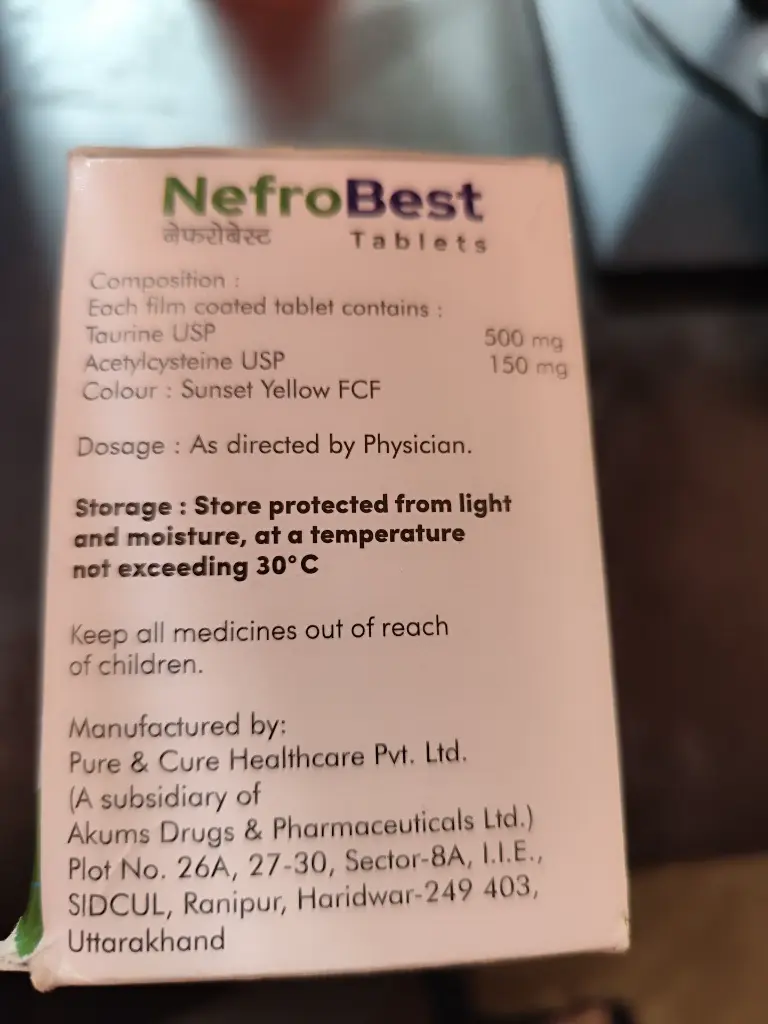 NefroBest
नेफरोबेस्ट Tablets
Composition :
Each film coated tablet contains :
Taurine USP 500 mg
Acetylcysteine USP 150 mg
Colour : Sunset Yellow FCF
Dosage : As directed by Physician.
Storage : Store protected from light
and moisture, at a temperature
not exceeding 30°C
Keep all medicines out of reach
of children.
Manufactured by:
Pure & Cure Healthcare Pvt. Ltd.
(A subsidiary of
Akums Drugs & Pharmaceuticals Ltd.)
Plot No. 26A, 27-30, Sector-8A, I.I.E.,
SIDCUL, Ranipur, Haridwar-249 403,
Uttarakhand